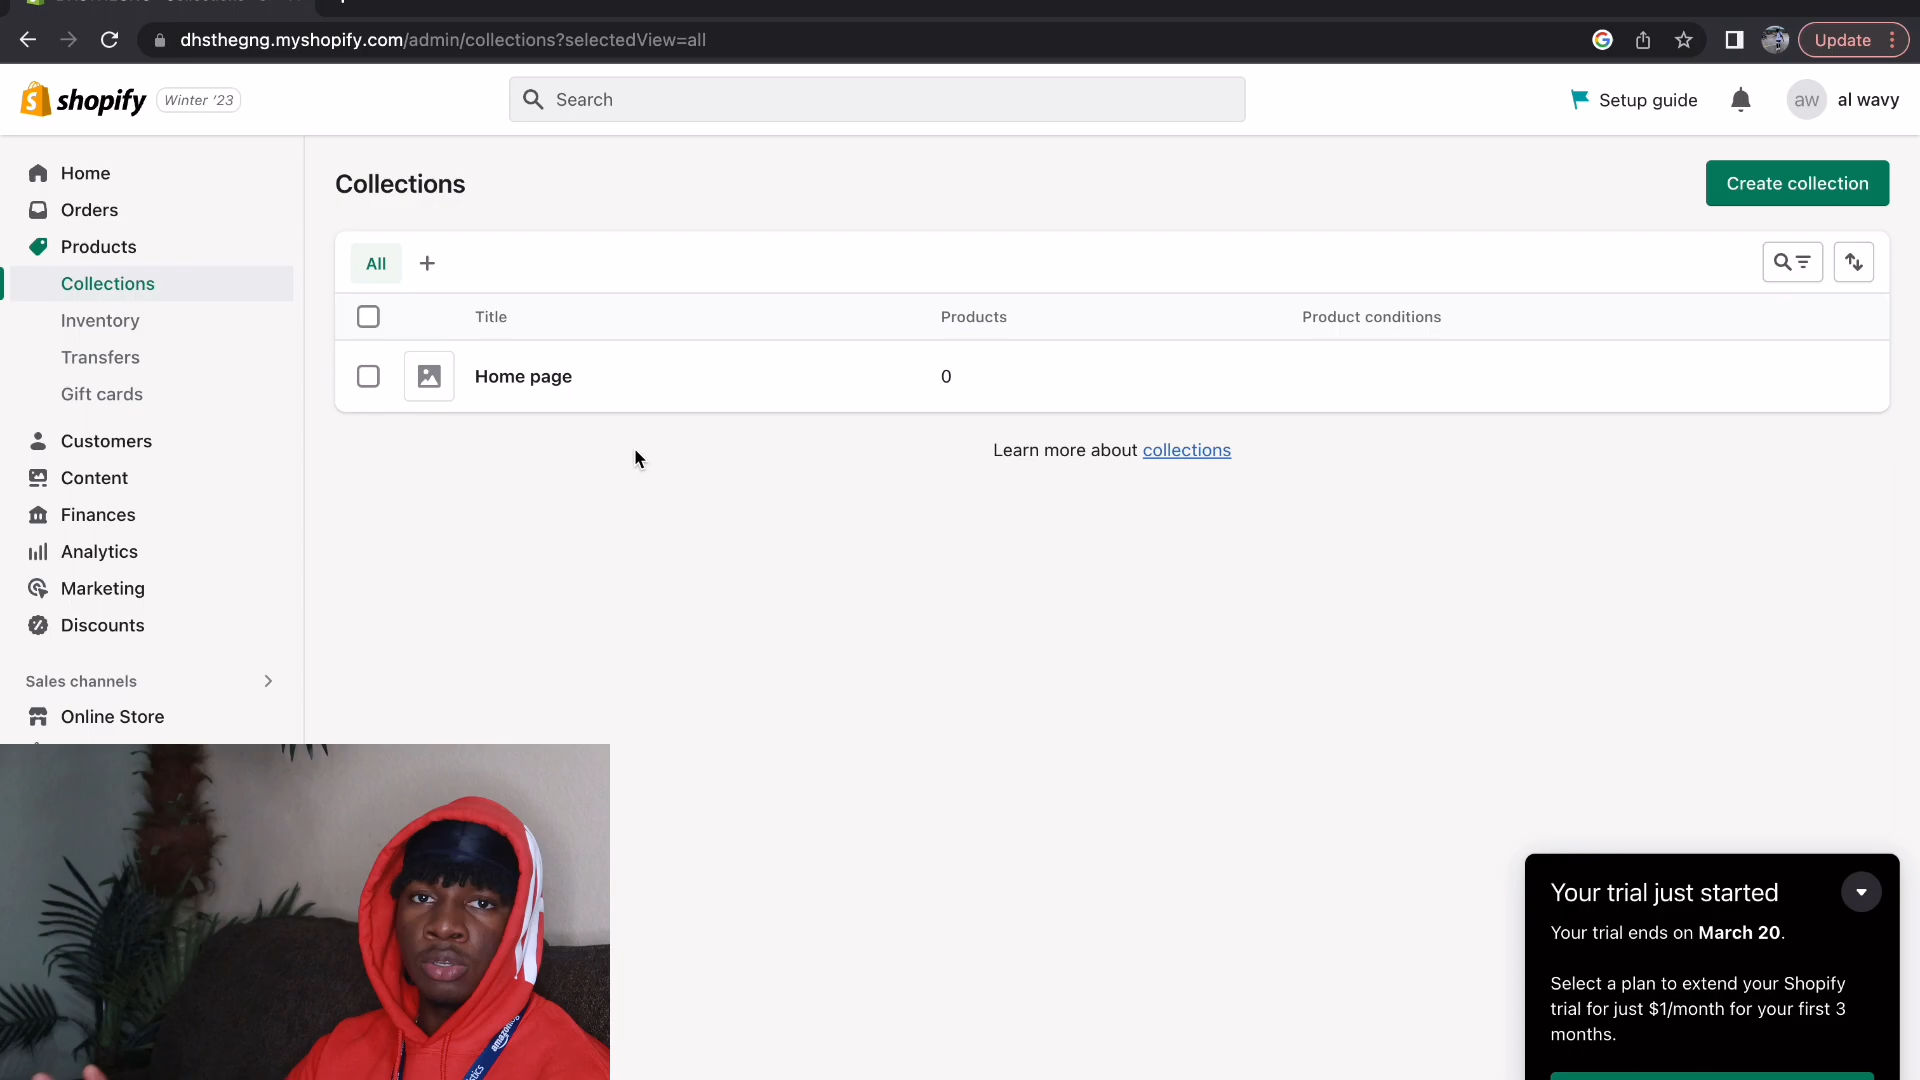 dhsthegng.myshopify.com/admin/collections?selectedView=all
Update
shopify
Winter '23
Search
Setup guide
aw
al wavy
Home
Orders
Products
Collections
Inventory
Transfers
Gift cards
Customers
Content
Finances
Analytics
Marketing
Discounts
Sales channels
Online Store
Collections
Create collection
All
Title
Products
Product conditions
Home page
0
Learn more about collections
Your trial just started
Your trial ends on March 20.
Select a plan to extend your Shopify
trial for just $1/month for your first 3
months.